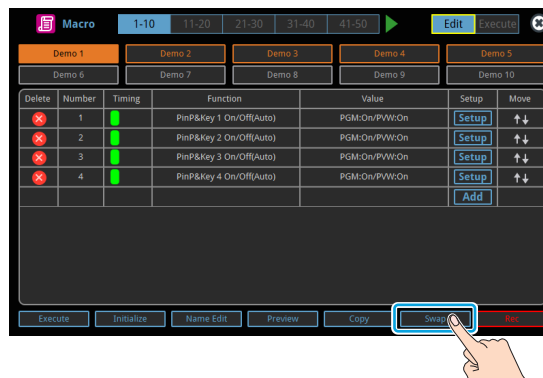 Macro 1-10 11-20 21-30 31-40 41-50 Edit Execute
Demo 1 Demo 2 Demo 3 Demo 4 Demo 5
Demo 6 Demo 7 Demo 8 Demo 9 Demo 10
Delete Number Timing Function Value Setup Move
1 PinP&Key 1 On/Off(Auto) PGM:On/PVW:On Setup
2 PinP&Key 2 On/Off(Auto) PGM:On/PVW:On Setup
3 PinP&Key 3 On/Off(Auto) PGM:On/PVW:On Setup
4 PinP&Key 4 On/Off(Auto) PGM:On/PVW:On Setup
Add
Execute Initialize Name Edit Preview Copy Swap Rec